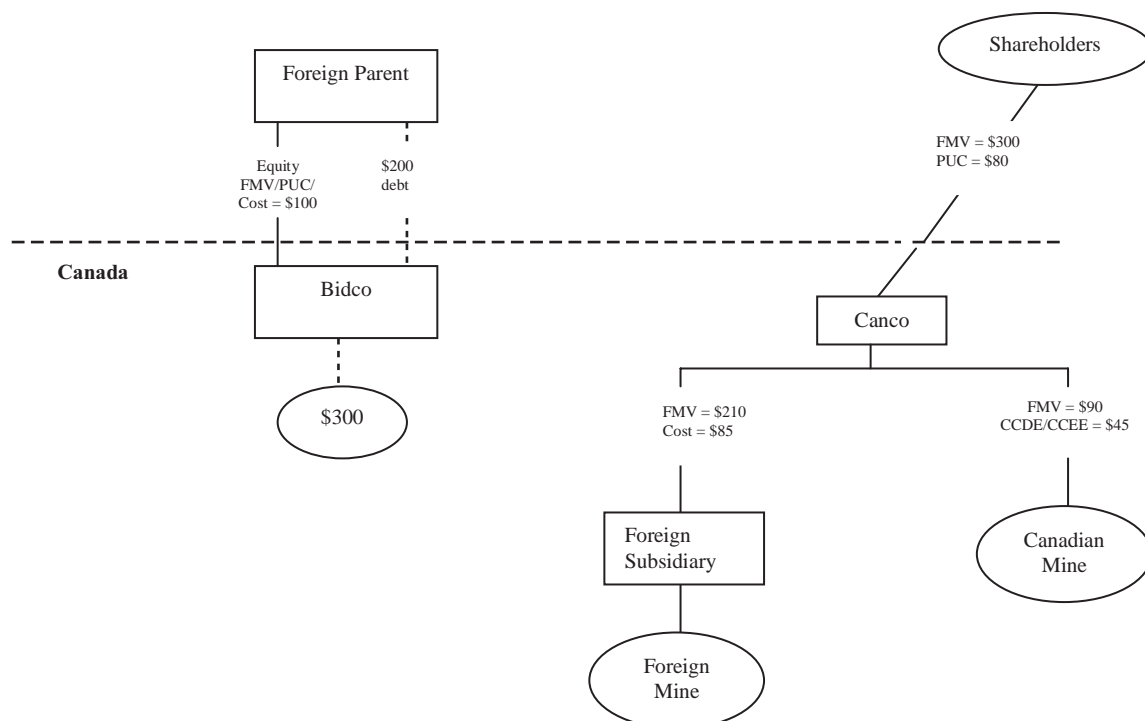 Shareholders
Foreign Parent
FMV = $300
PUC = $80
Equity
FMV/PUC/
Cost = $100
$200
debt
Canada
Bidco
Canco
$300
FMV = $210
Cost = $85
FMV = $90
CCDE/CCEE = $45
Foreign
Subsidiary
Canadian
Mine
Foreign
Mine